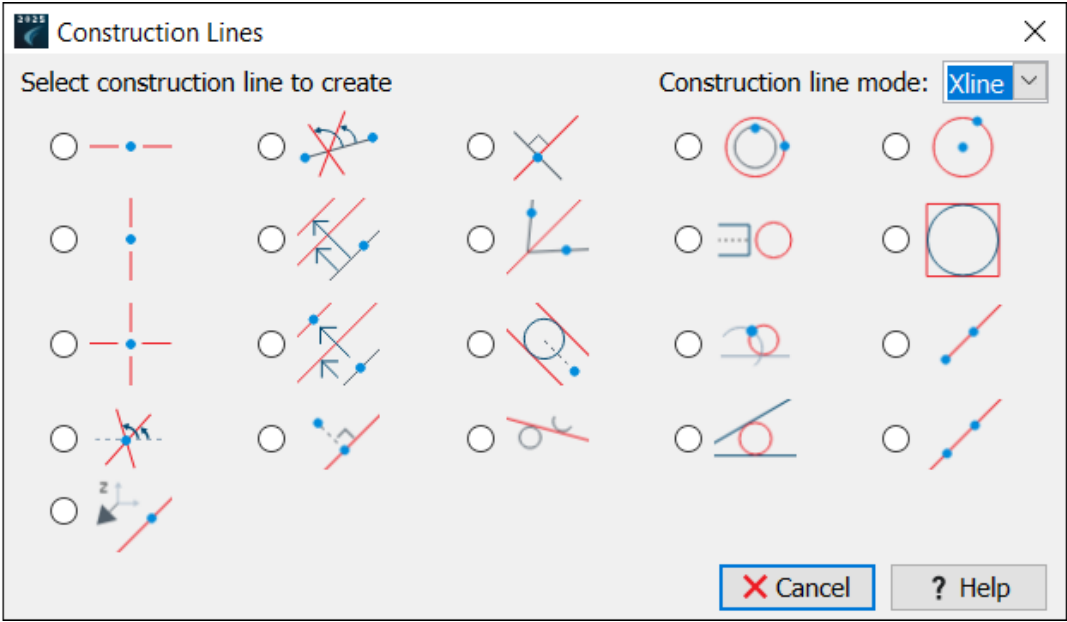 2025
Construction Lines
Select construction line to create
Construction line mode: Xline
Z
Cancel
? Help